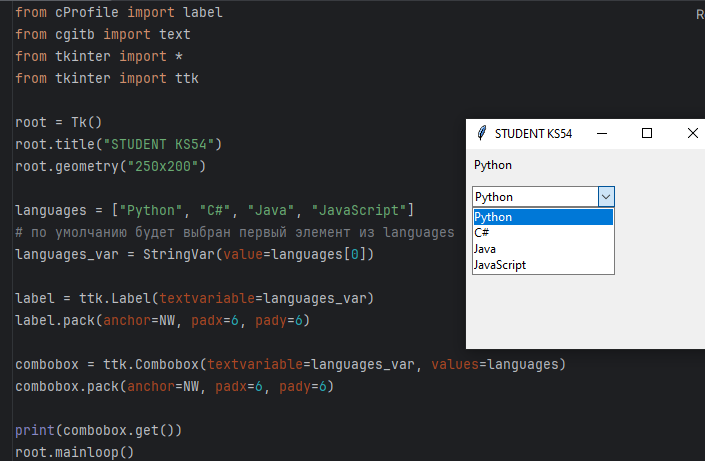 from cProfile import label
from cgitb import text
from tkinter import *
from tkinter import ttk
root = Tk()
root.title("STUDENT KS54")
root.geometry("250x200")
languages = ["Python", "C#", "Java", "JavaScript"]
# по умолчанию будет выбран первый элемент из languages
languages_var = StringVar(value=languages[0])
label = ttk.Label(textvariable=languages_var)
label.pack(anchor=NW, padx=6, pady=6)
combobox = ttk.Combobox(textvariable=languages_var, values=languages)
combobox.pack(anchor=NW, padx=6, pady=6)
print(combobox.get())
root.mainloop()
STUDENT KS54
Python
Python
Python
C#
Java
JavaScript